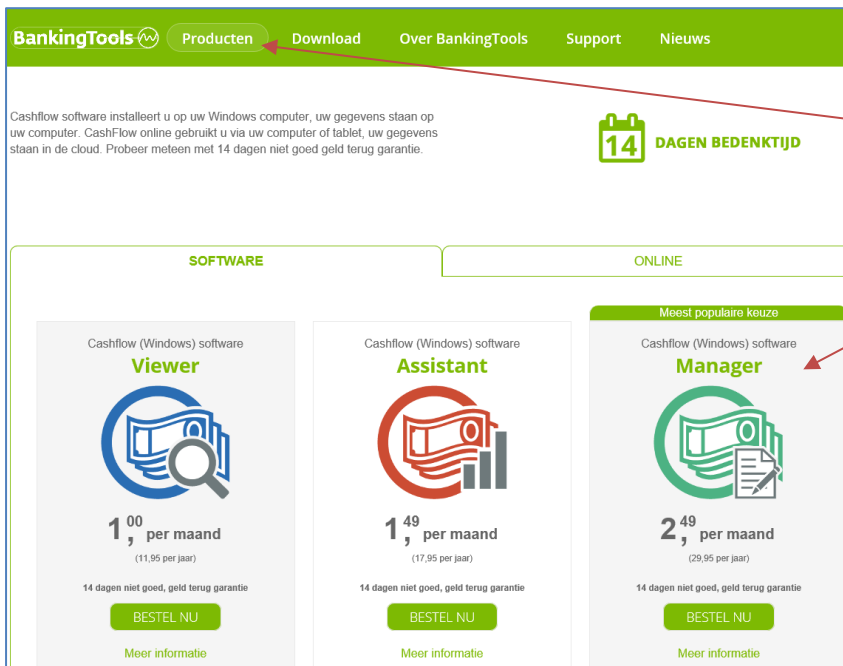 BankingTools Producten Download Over BankingTools Support Nieuws
Cashflow software installeert u op uw Windows computer, uw gegevens staan op
uw computer. CashFlow online gebruikt u via uw computer of tablet, uw gegevens
staan in de cloud. Probeer meteen met 14 dagen niet goed geld terug garantie.
14 DAGEN BEDENKTIJD
SOFTWARE ONLINE
Cashflow (Windows) software
Viewer
1,00 per maand
(11,95 per jaar)
14 dagen niet goed, geld terug garantie
BESTEL NU
Meer informatie
Cashflow (Windows) software
Assistant
1,49 per maand
(17,95 per jaar)
14 dagen niet goed, geld terug garantie
BESTEL NU
Meer informatie
Meest populaire keuze
Cashflow (Windows) software
Manager
2,49 per maand
(29,95 per jaar)
14 dagen niet goed, geld terug garantie
BESTEL NU
Meer informatie